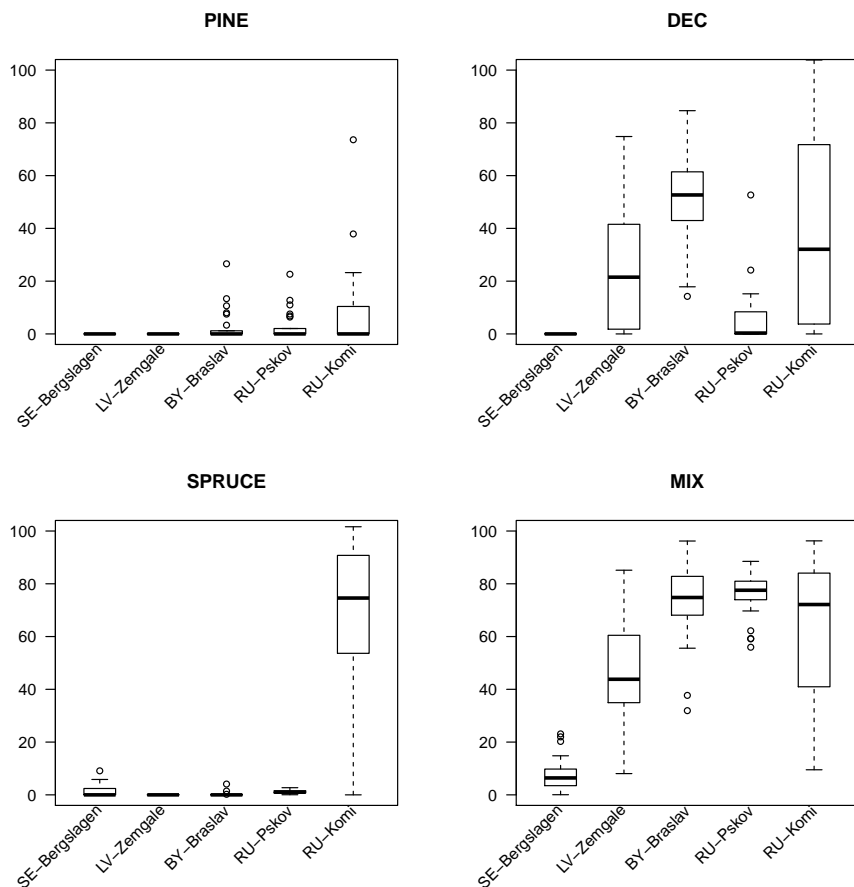 PINE
100
80
60
40
20
0
SE−Bergslagen
LV−Zemgale
BY−Braslav
RU−Pskov
RU−Komi
DEC
100
80
60
40
20
0
SE−Bergslagen
LV−Zemgale
BY−Braslav
RU−Pskov
RU−Komi
SPRUCE
100
80
60
40
20
0
SE−Bergslagen
LV−Zemgale
BY−Braslav
RU−Pskov
RU−Komi
MIX
100
80
60
40
20
0
SE−Bergslagen
LV−Zemgale
BY−Braslav
RU−Pskov
RU−Komi